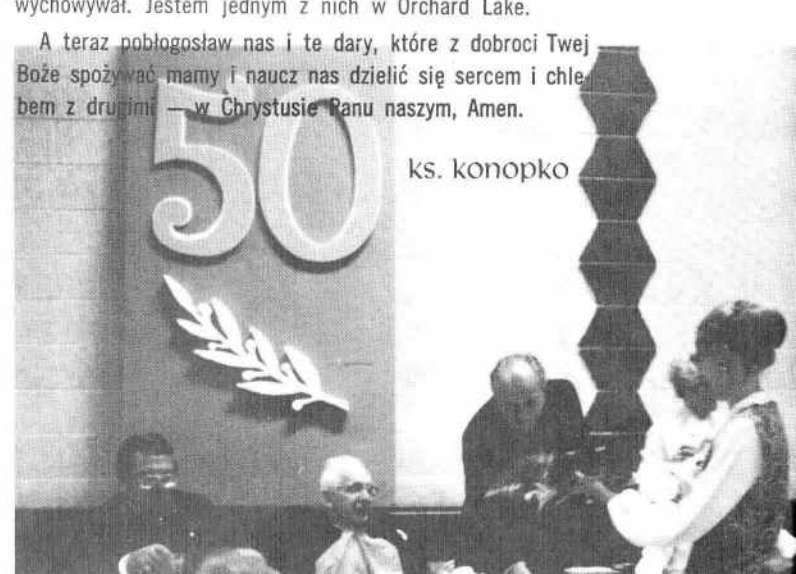 wychowywał. Jestem jednym z nich w Orchard Lake.
A teraz pobłogosław nas i te dary, które z dobroci Twej
Boże spożywać mamy i naucz nas dzielić się sercem i chle-
bem z drugimi — w Chrystusie Panu naszym, Amen.
50
ks. konopko